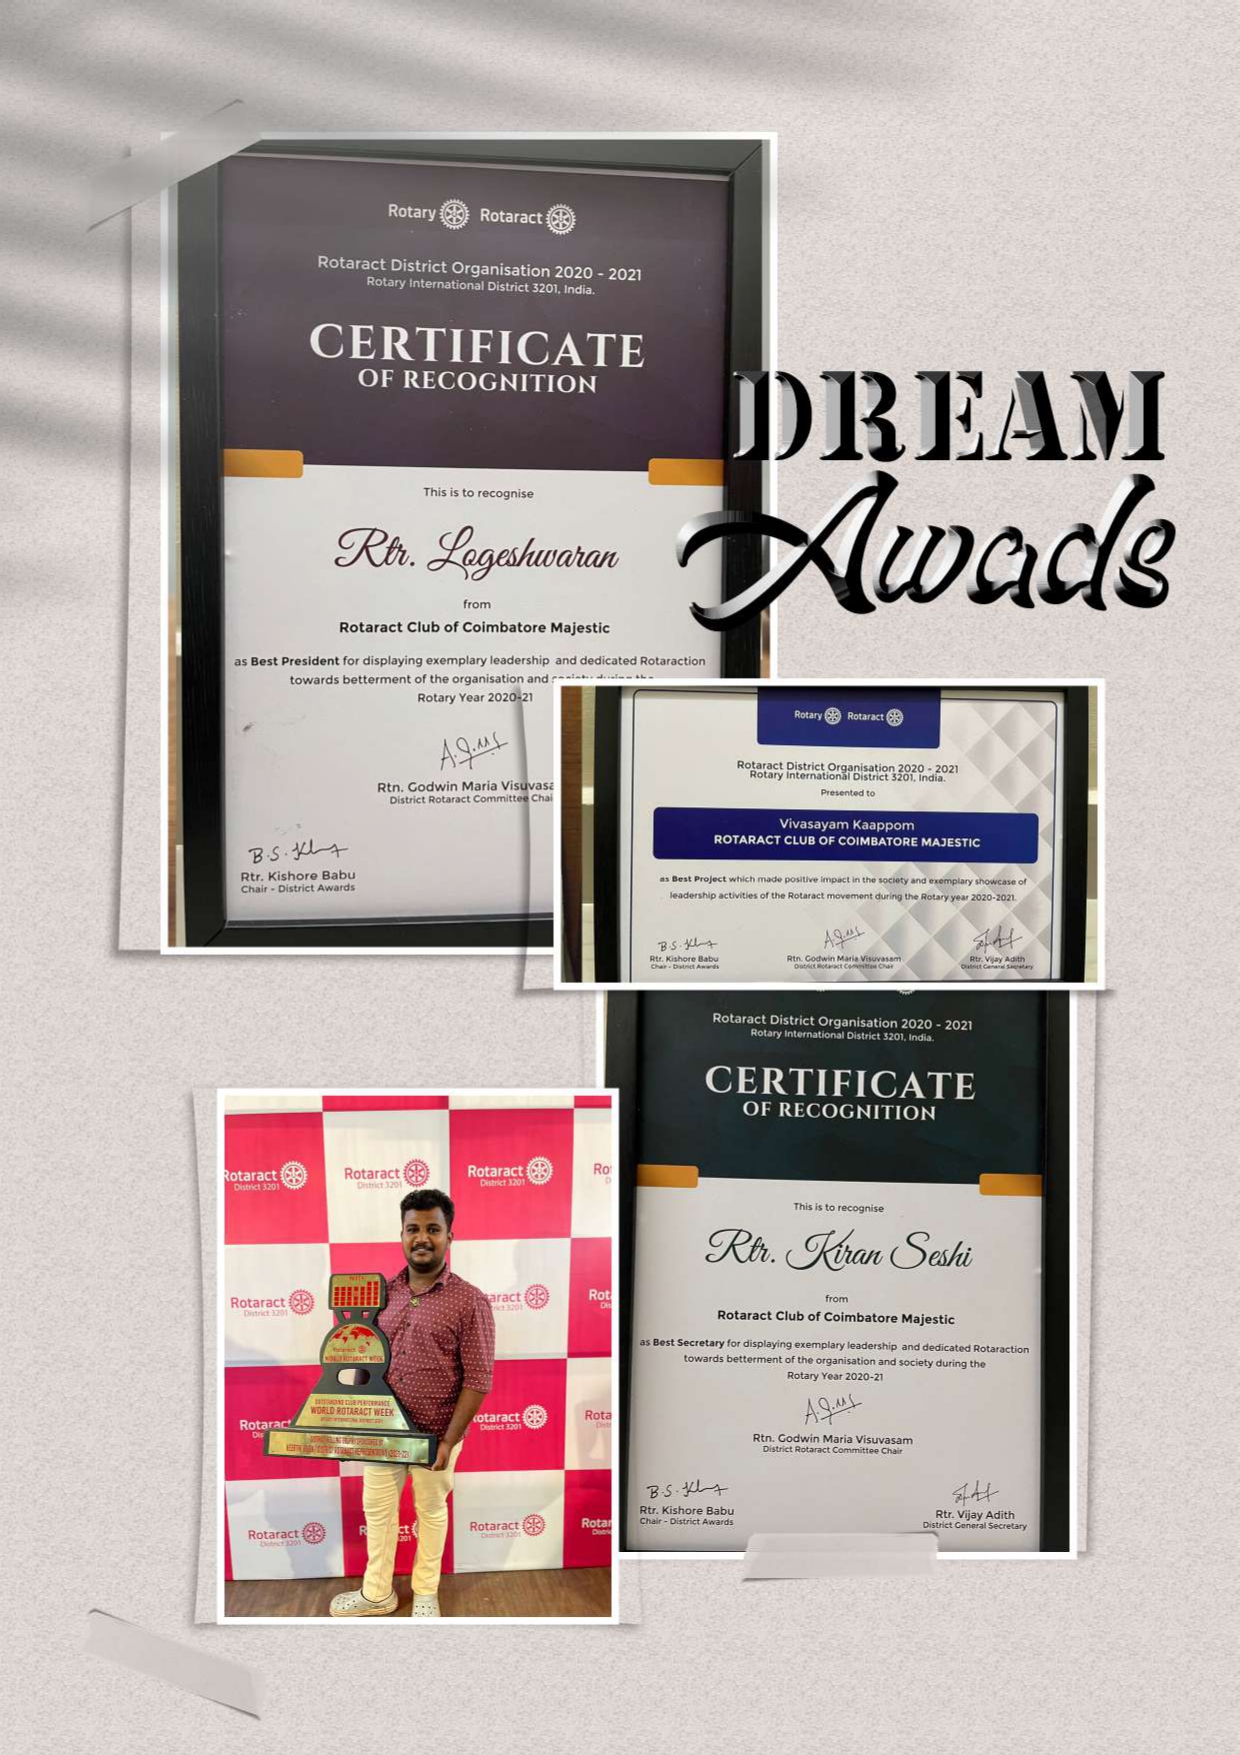 Rotary Rotaract
Rotaract District Organisation 2020 - 2021
Rotary International District 3201, India.
CERTIFICATE
OF RECOGNITION
This is to recognise
Rtr. Logeshwaran
from
Rotaract Club of Coimbatore Majestic
as Best President for displaying exemplary leadership and dedicated Rotaraction
towards betterment of the organisation and society during the
Rotary Year 2020-21
Rtn. Godwin Maria Visuvasa
District Rotaract Committee Chai
B.S.
Rtr. Kishore Babu
Chair - District Awards
DREAM
Awads
Rotary Rotaract
Rotaract District Organisation 2020 - 2021
Rotary International District 3201, India.
Presented to
Vivasayam Kaappom
ROTARACT CLUB OF COIMBATORE MAJESTIC
as Best Project which made positive impact in the society and exemplary showcase of
leadership activities of the Rotaract movement during the Rotary year 2020-2021.
B.S.
Rtr. Kishore Babu
Chair - District Awards
Rtn. Godwin Maria Visuvasam
District Rotaract Committee Chair
Rtr. Vijay Adith
District General Secretary
Rotaract District Organisation 2020 - 2021
Rotary International District 3201, India.
CERTIFICATE
OF RECOGNITION
This is to recognise
Rtr. Kiran Seshi
from
Rotaract Club of Coimbatore Majestic
as Best Secretary for displaying exemplary leadership and dedicated Rotaraction
towards betterment of the organisation and society during the
Rotary Year 2020-21
Rtn. Godwin Maria Visuvasam
District Rotaract Committee Chair
B.S.
Rtr. Kishore Babu
Chair - District Awards
Rtr. Vijay Adith
District General Secretary
Rotaract Rotaract Rotaract Ro
District 3201 District 3201 District 3201
Rotaract aract Rot
District 3201
Rotaract
WORLD ROTARACT WEEK
OUTSTANDING CLUB PERFORMANCE
WORLD ROTARACT WEEK
Rotaract otaract Rota
District 3201
Rotaract Rotaract Rotar
District 3201 District 3201